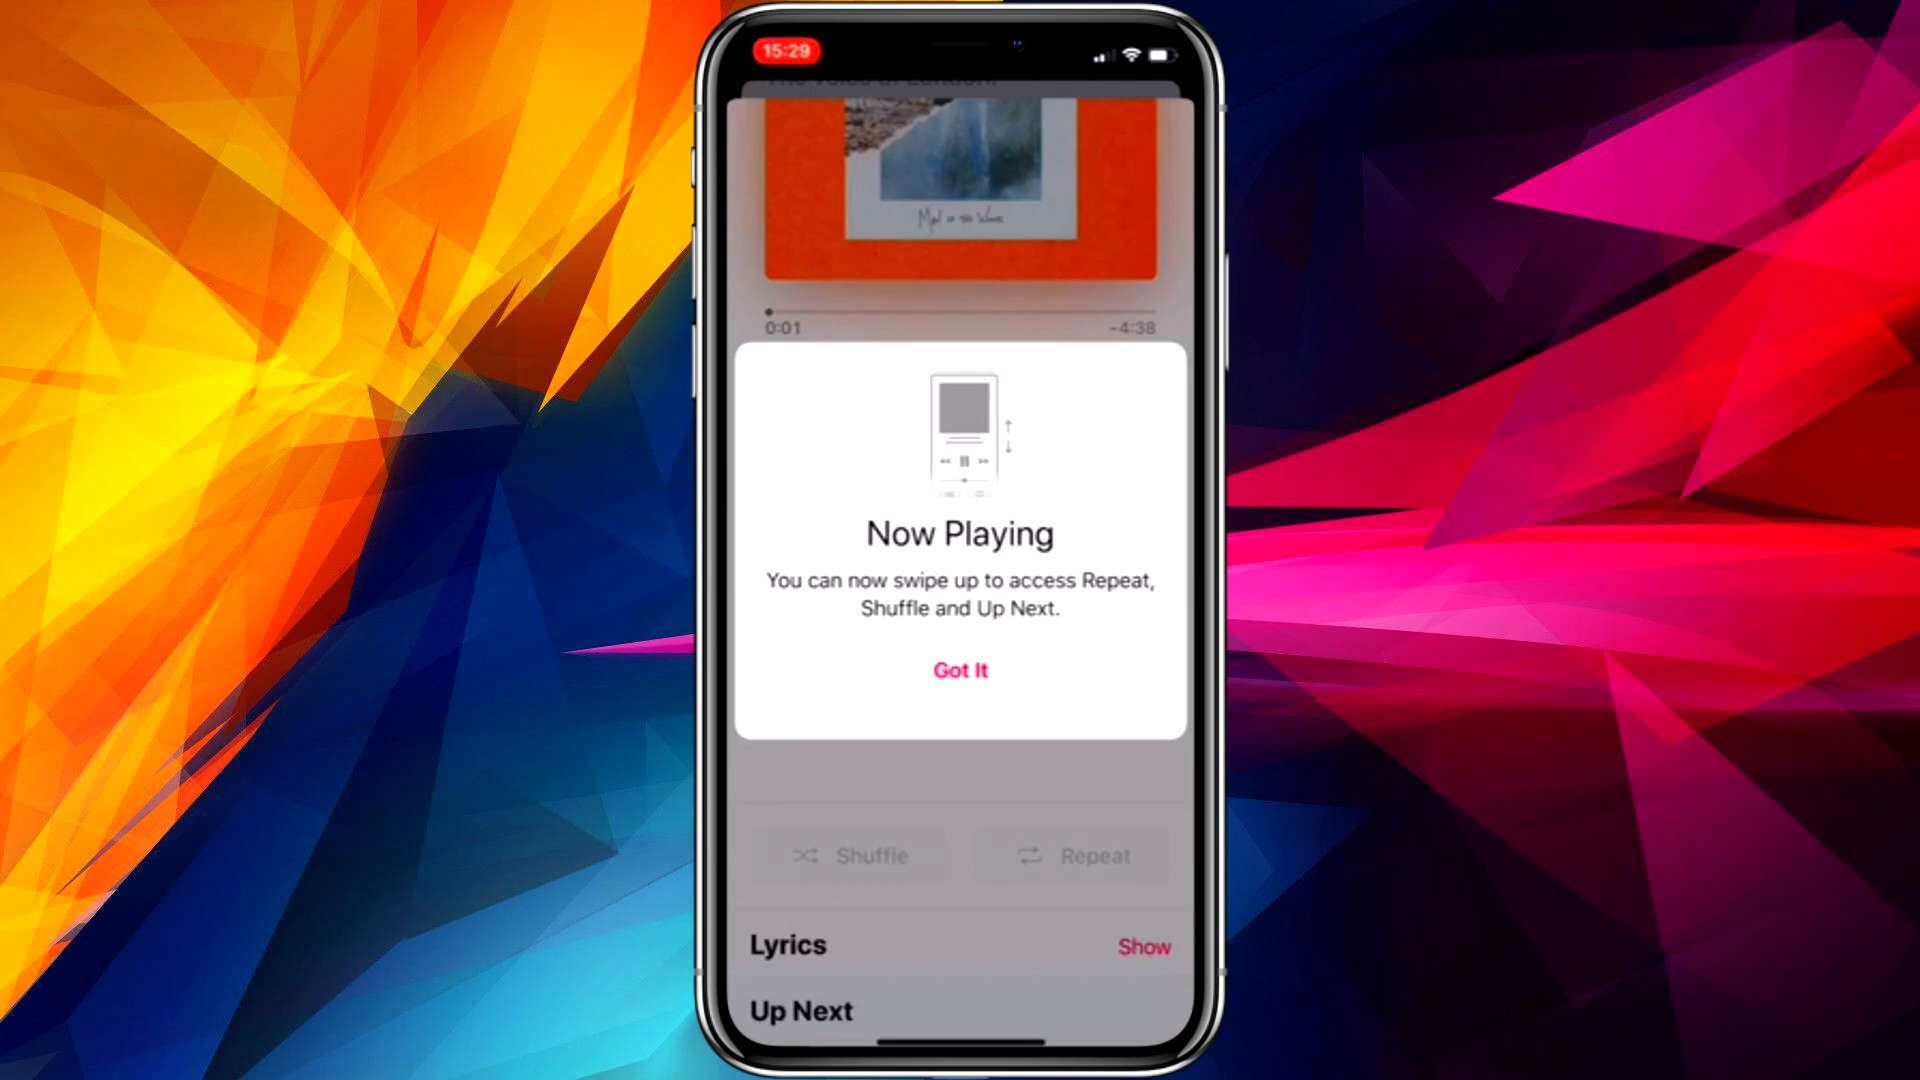 15:29
0:01
-4:38
Now Playing
You can now swipe up to access Repeat,
Shuffle and Up Next.
Got It
Shuffle
Repeat
Lyrics
Show
Up Next